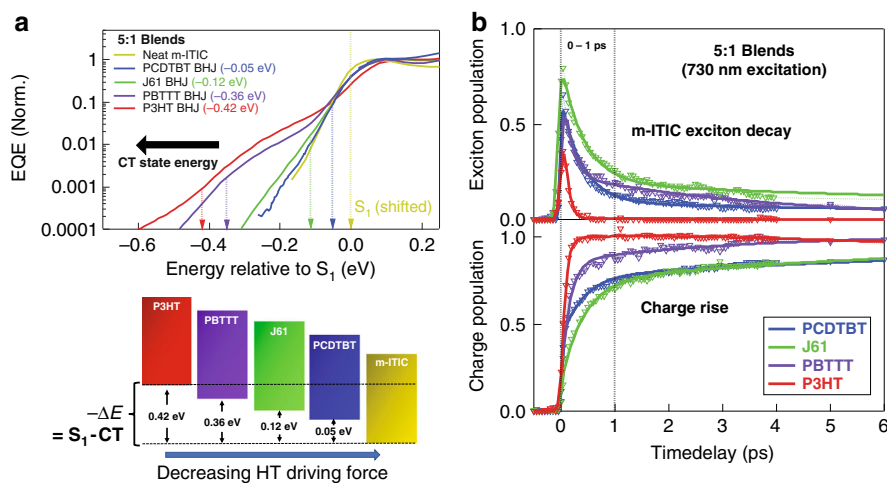 a
5:1 Blends
Neat m-ITIC
PCDTBT BHJ (−0.05 eV)
J61 BHJ (−0.12 eV)
PBTTT BHJ (−0.36 eV)
P3HT BHJ (−0.42 eV)
CT state energy
S1 (shifted)
EQE (Norm.)
1
0.1
0.01
0.001
0.0001
−0.6
−0.4
−0.2
0.0
0.2
Energy relative to S1 (eV)
P3HT
PBTTT
J61
PCDTBT
m-ITIC
−ΔE
= S1-CT
0.42 eV
0.36 eV
0.12 eV
0.05 eV
Decreasing HT driving force
b
0 – 1 ps
5:1 Blends
(730 nm excitation)
m-ITIC exciton decay
Exciton population
1.0
0.5
0.0
Charge rise
Charge population
1.0
0.5
0.0
PCDTBT
J61
PBTTT
P3HT
0
1
2
3
4
5
6
Timedelay (ps)